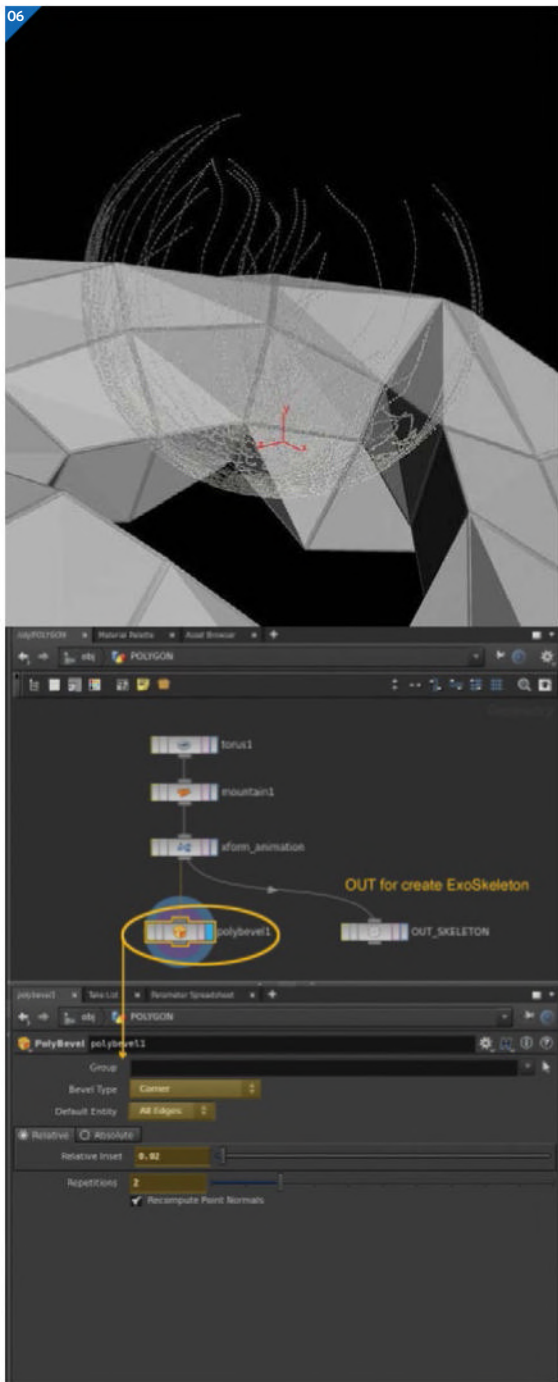 06
y
z
x
Material Palette
Asset Browser
obj
POLYGON
torus1
mountain1
xform_animation
OUT for create ExoSkeleton
polybevel1
OUT_SKELETON
polybevel1
Take List
Parameter Spreadsheet
obj
POLYGON
PolyBevel polybevel1
Group
Bevel Type Corner
Default Entity All Edges
Relative Absolute
Relative Inset 0.02
Repetitions 2
Recompute Point Normals